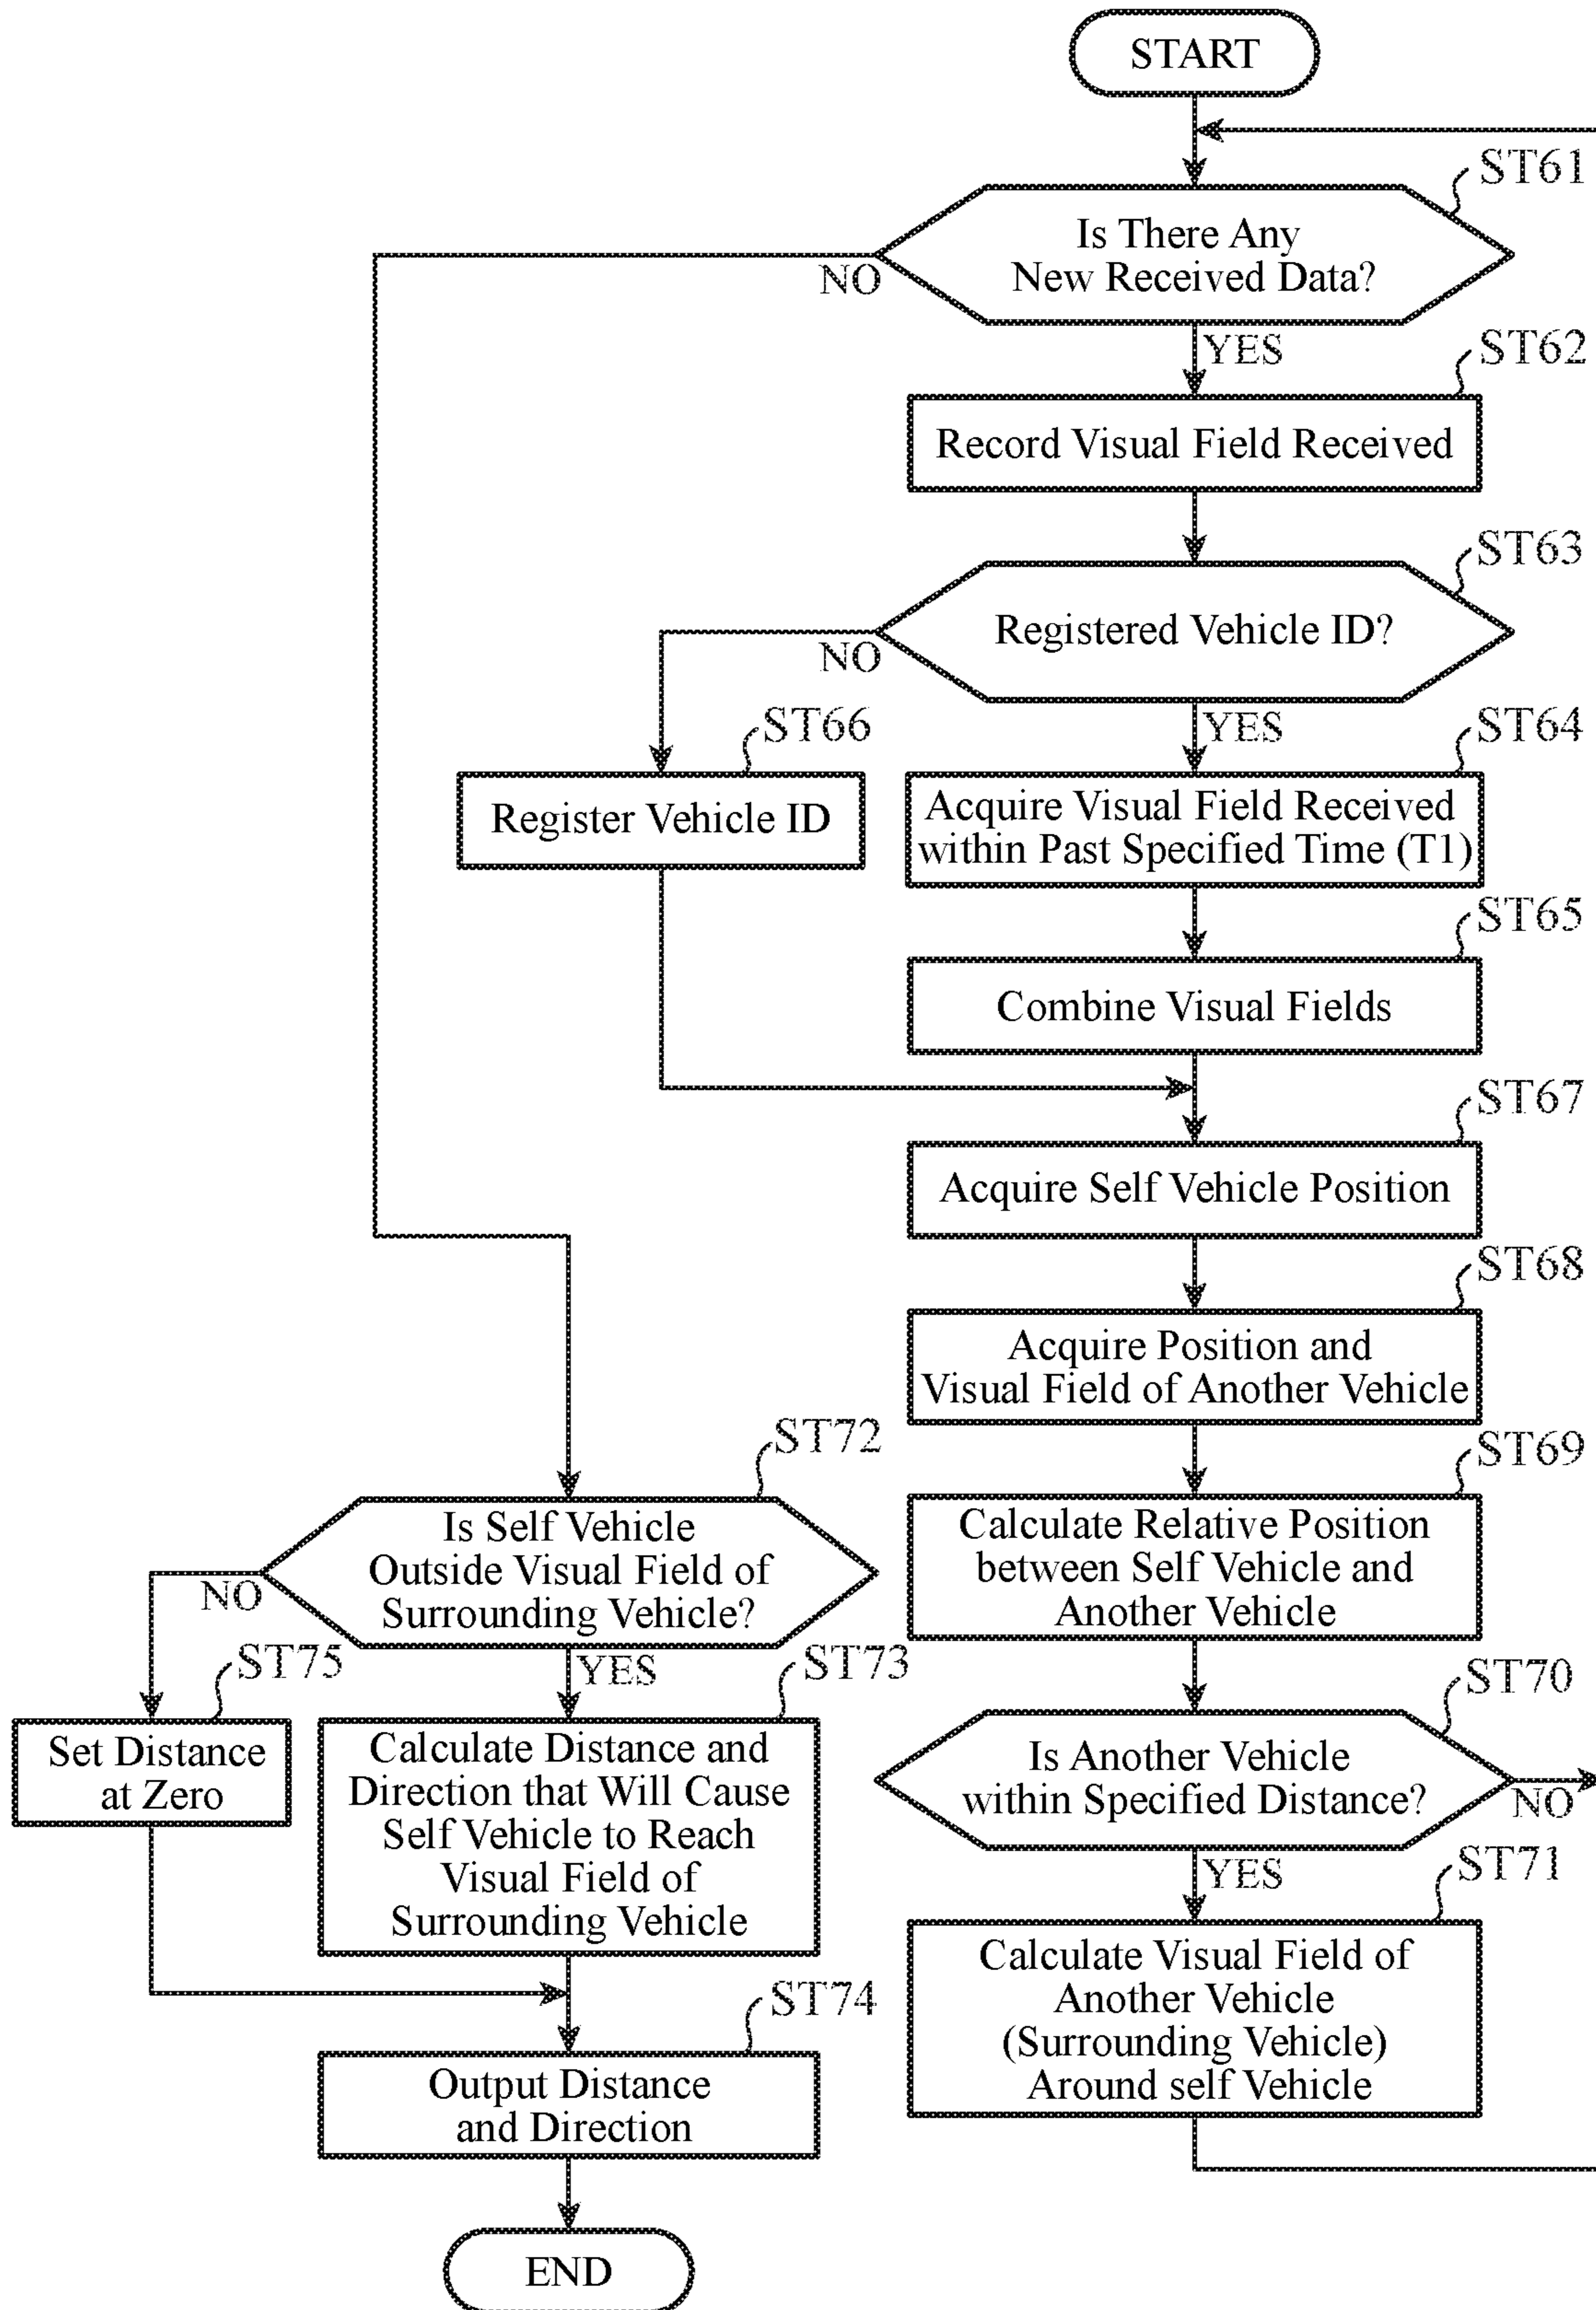 START
ST61
Is There Any
New Received Data?
NO
YES
ST62
Record Visual Field Received
ST63
Registered Vehicle ID?
NO
YES
ST66
Register Vehicle ID
ST64
Acquire Visual Field Received
within Past Specified Time (T1)
ST65
Combine Visual Fields
ST67
Acquire Self Vehicle Position
ST68
Acquire Position and
Visual Field of Another Vehicle
ST69
Calculate Relative Position
between Self Vehicle and
Another Vehicle
ST70
Is Another Vehicle
within Specified Distance?
NO
YES
ST71
Calculate Visual Field of
Another Vehicle
(Surrounding Vehicle)
Around self Vehicle
ST72
Is Self Vehicle
Outside Visual Field of
Surrounding Vehicle?
NO
YES
ST75
Set Distance
at Zero
ST73
Calculate Distance and
Direction that Will Cause
Self Vehicle to Reach
Visual Field of
Surrounding Vehicle
ST74
Output Distance
and Direction
END